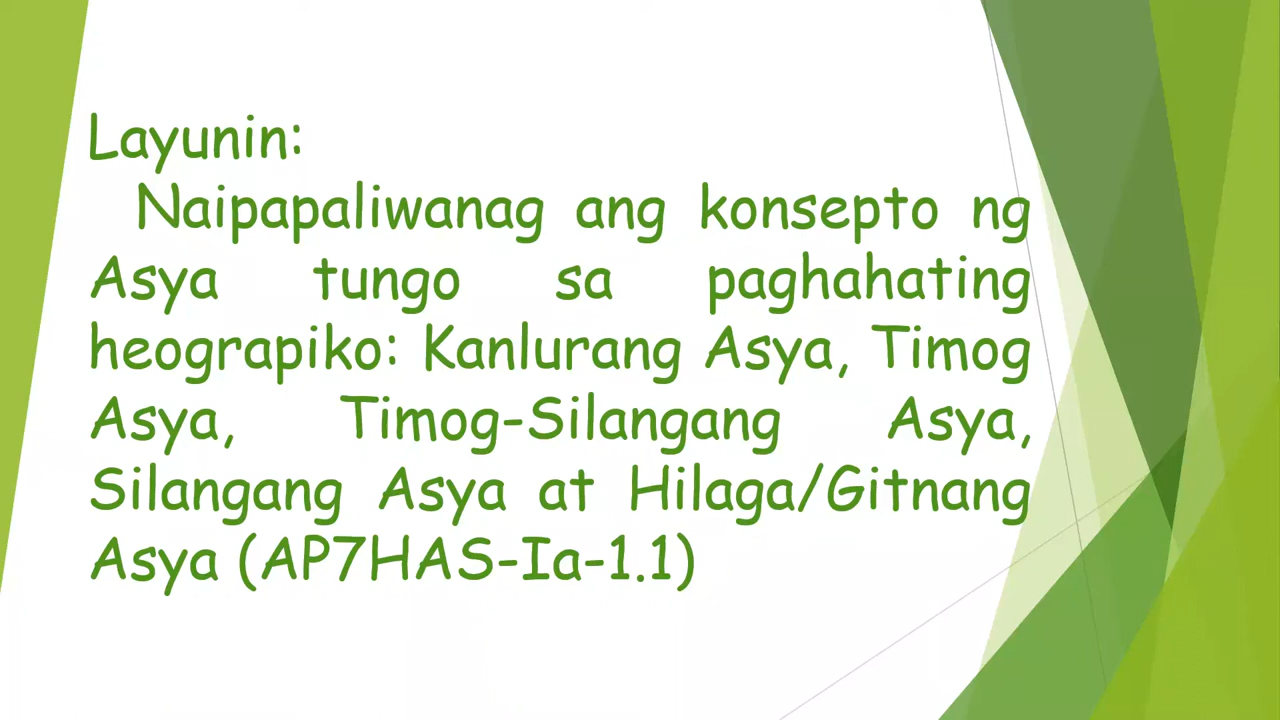 Layunin:
Naipapaliwanag ang konsepto ng
Asya tungo sa paghahating
heograpiko: Kanlurang Asya, Timog
Asya, Timog-Silangang Asya,
Silangang Asya at Hilaga/Gitnang
Asya (AP7HAS-Ia-1.1)